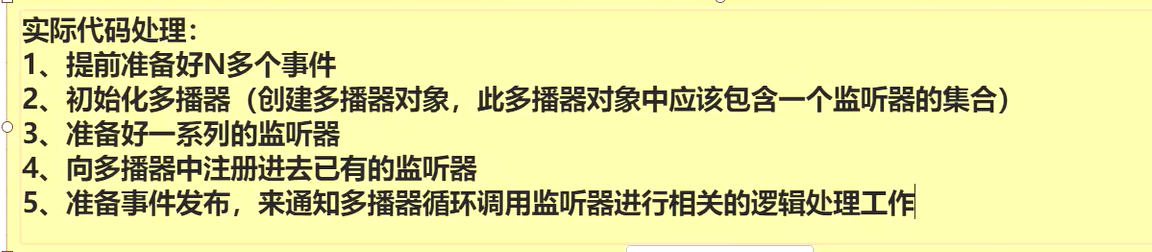 实际代码处理：
1、提前准备好N多个事件
2、初始化多播器（创建多播器对象，此多播器对象中应该包含一个监听器的集合）
3、准备好一系列的监听器
4、向多播器中注册进去已有的监听器
5、准备事件发布，来通知多播器循环调用监听器进行相关的逻辑处理工作